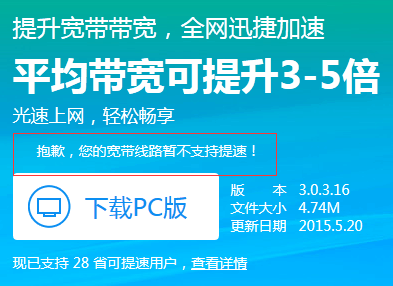 提升宽带带宽，全网迅捷加速
平均带宽可提升3-5倍
光速上网，轻松畅享
抱歉，您的宽带线路暂不支持提速！
下载PC版
版 本 3.0.3.16
文件大小 4.74M
更新日期 2015.5.20
现已支持 28 省可提速用户，查看详情